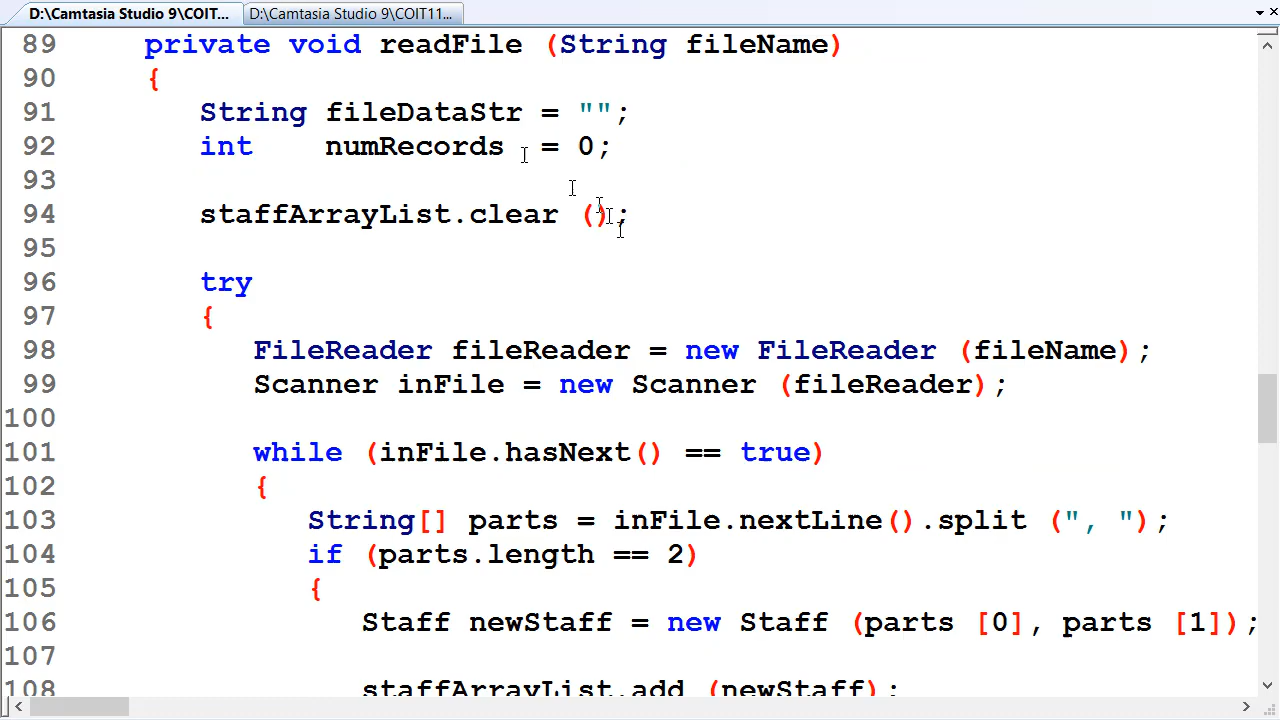 D:\Camtasia Studio 9\COIT... D:\Camtasia Studio 9\COIT11...
89 private void readFile (String fileName)
90 {
91 String fileDataStr = "";
92 int numRecords = 0;
93
94 staffArrayList.clear ();
95
96 try
97 {
98 FileReader fileReader = new FileReader (fileName);
99 Scanner inFile = new Scanner (fileReader);
100
101 while (inFile.hasNext() == true)
102 {
103 String[] parts = inFile.nextLine().split (", ");
104 if (parts.length == 2)
105 {
106 Staff newStaff = new Staff (parts [0], parts [1]);
107
108 staffArrayList.add (newStaff);